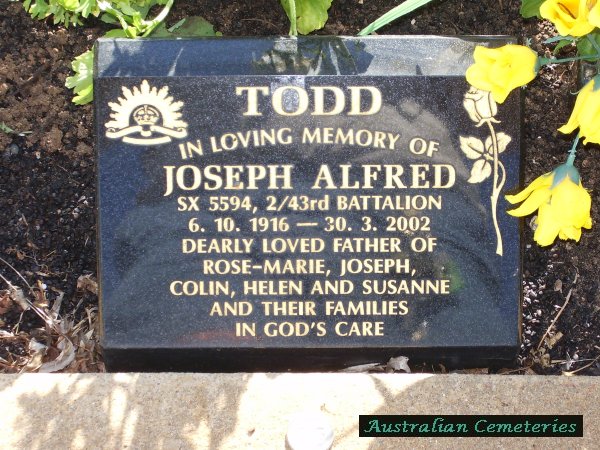 TODD
IN LOVING MEMORY OF
JOSEPH ALFRED
SX 5594, 2/43rd BATTALION
6. 10. 1916 — 30. 3. 2002
DEARLY LOVED FATHER OF
ROSE-MARIE, JOSEPH,
COLIN, HELEN AND SUSANNE
AND THEIR FAMILIES
IN GOD'S CARE
Australian Cemeteries